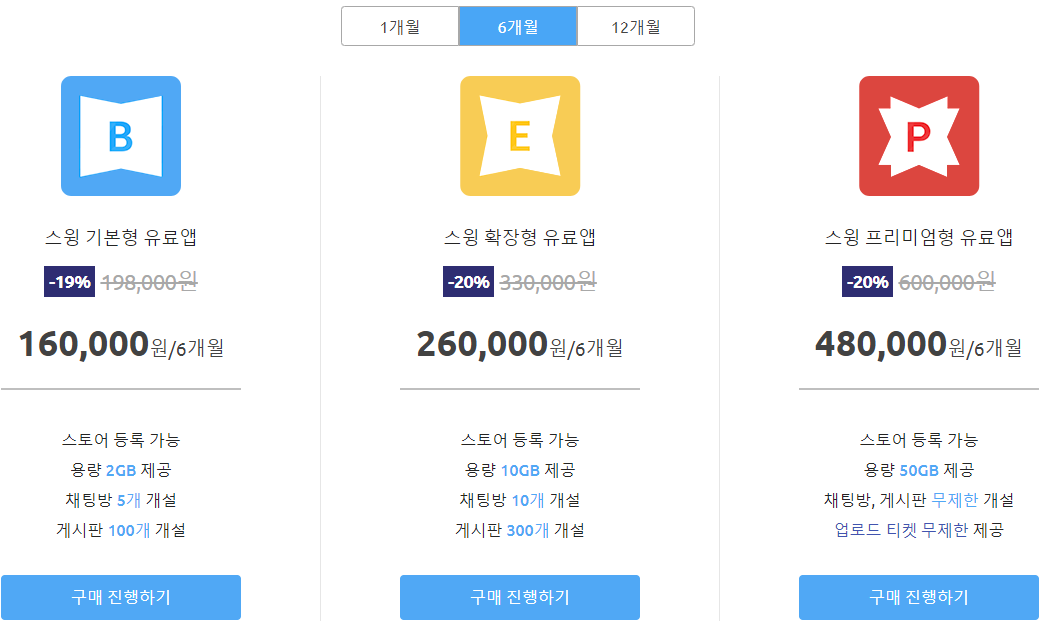 1개월 6개월 12개월
B
스윙 기본형 유료앱
-19% 198,000원
160,000원/6개월
스토어 등록 가능
용량 2GB 제공
채팅방 5개 개설
게시판 100개 개설
구매 진행하기
E
스윙 확장형 유료앱
-20% 330,000원
260,000원/6개월
스토어 등록 가능
용량 10GB 제공
채팅방 10개 개설
게시판 300개 개설
구매 진행하기
P
스윙 프리미엄형 유료앱
-20% 600,000원
480,000원/6개월
스토어 등록 가능
용량 50GB 제공
채팅방, 게시판 무제한 개설
업로드 티켓 무제한 제공
구매 진행하기